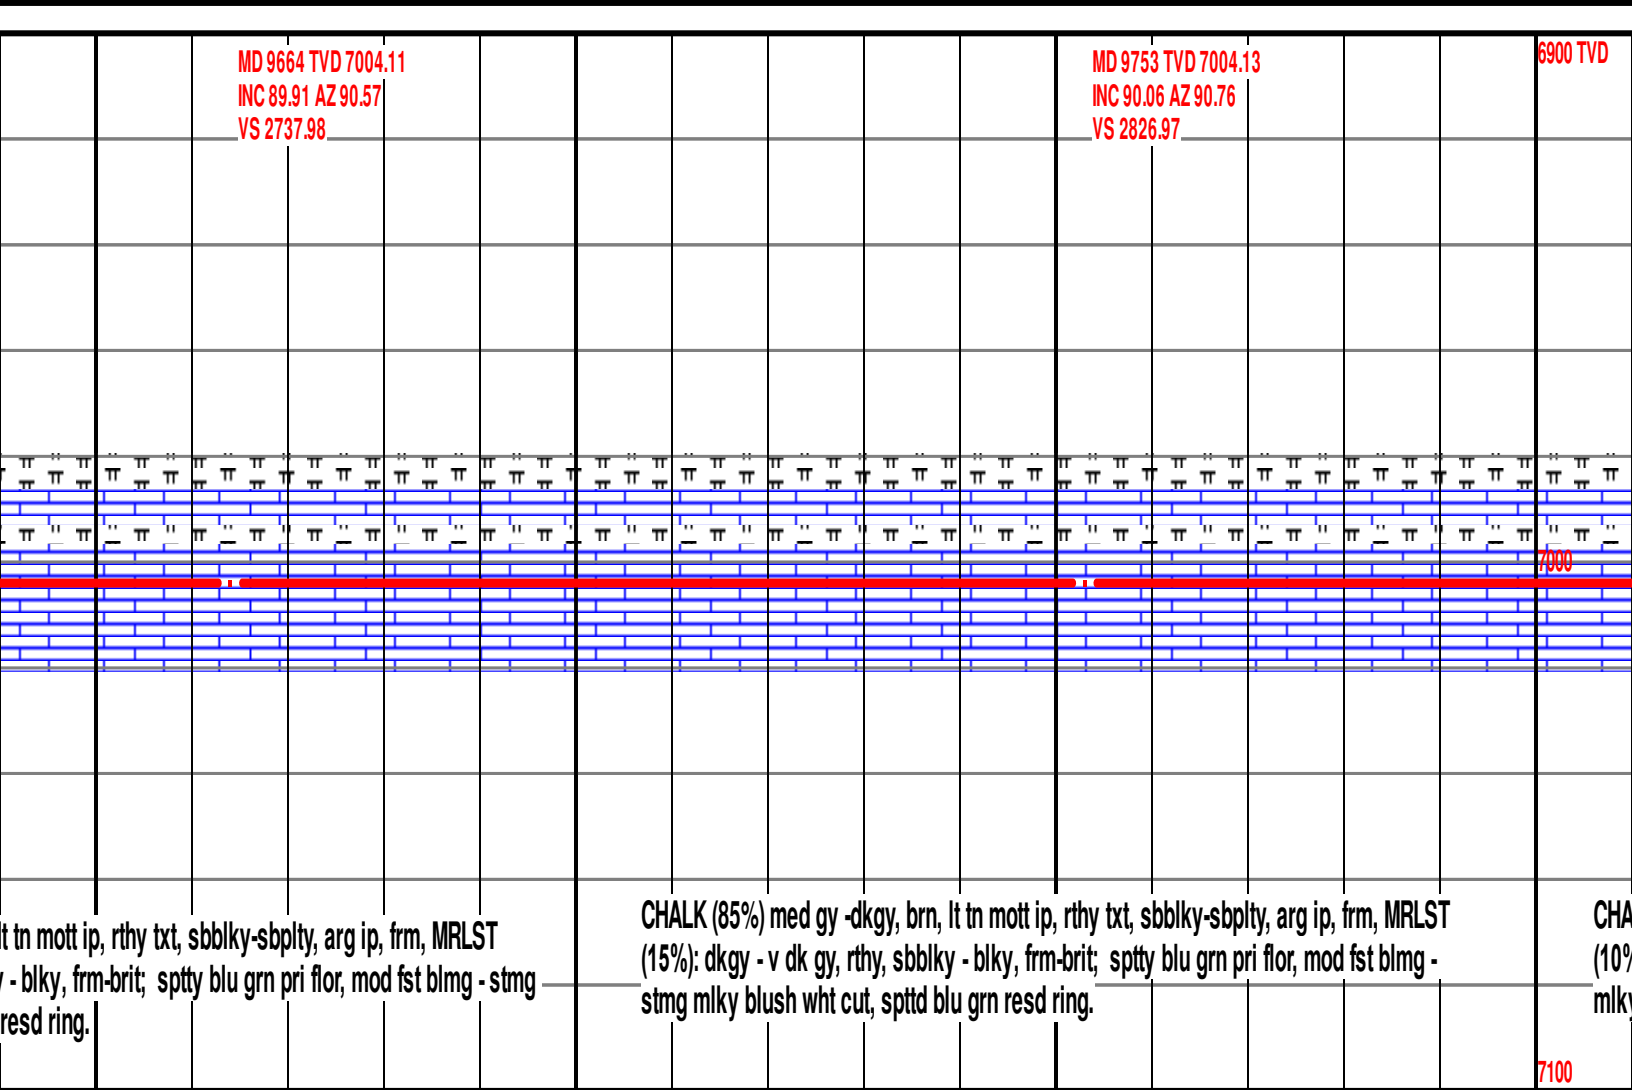 MD 9664 TVD 7004.11
INC 89.91 AZ 90.57
VS 2737.98
MD 9753 TVD 7004.13
INC 90.06 AZ 90.76
VS 2826.97
6900 TVD
7000
lt tn mott ip, rthy txt, sbblky-sbplty, arg ip, frm, MRLST
- blky, frm-brit;  sptty blu grn pri flor, mod fst blmg - stmg
resd ring.
CHALK (85%) med gy -dkgy, brn, lt tn mott ip, rthy txt, sbblky-sbplty, arg ip, frm, MRLST
(15%): dkgy - v dk gy, rthy, sbblky - blky, frm-brit;  sptty blu grn pri flor, mod fst blmg -
stmg mlky blush wht cut, spttd blu grn resd ring.
CHA
(10%
mlky
7100